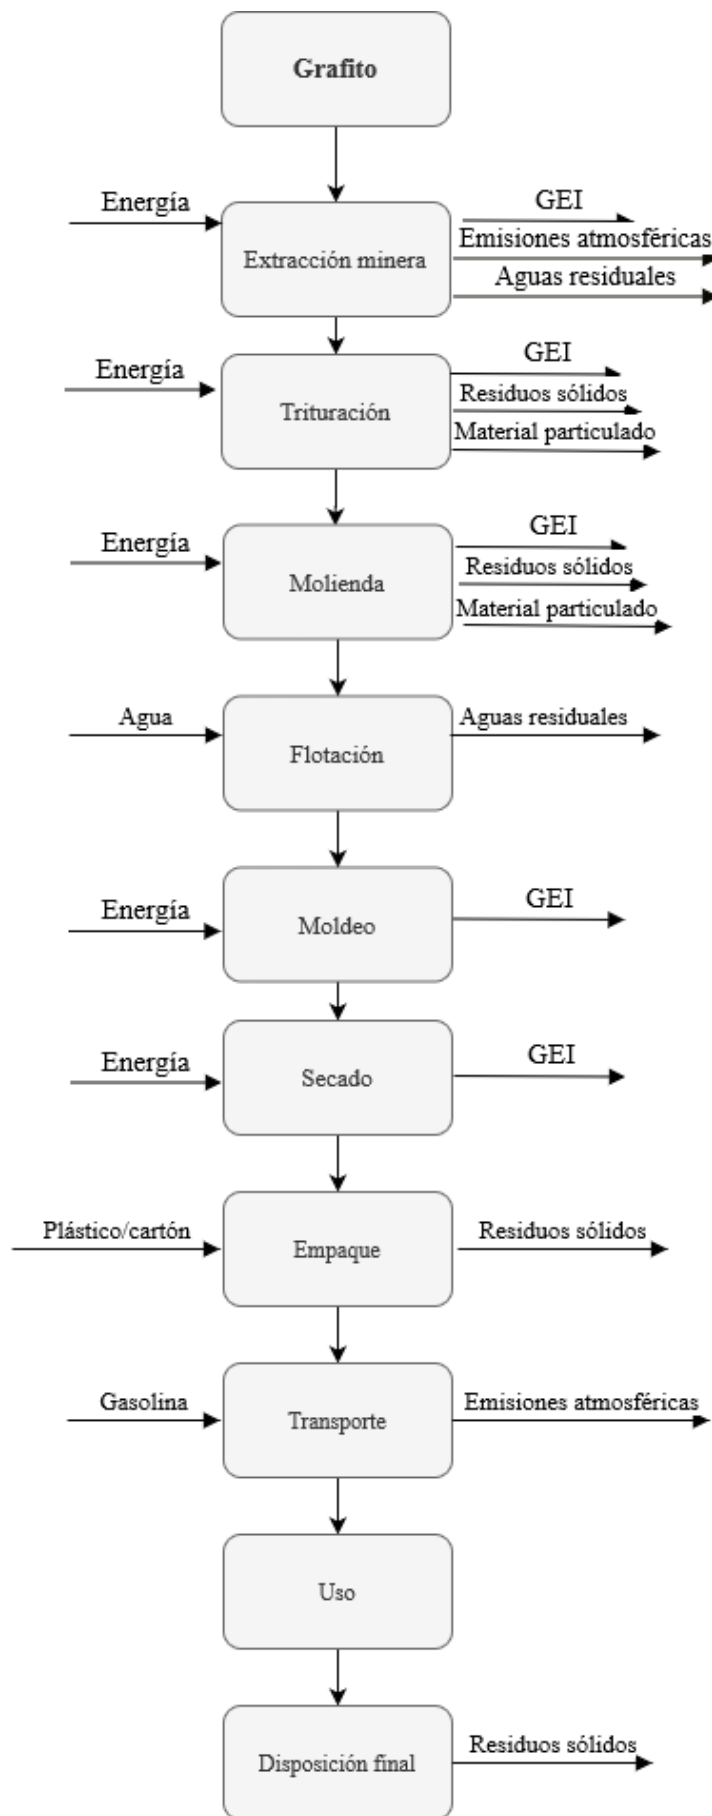 Grafito
Energía
Extracción minera
GEI
Emisiones atmosféricas
Aguas residuales
Energía
Trituración
GEI
Residuos sólidos
Material particulado
Energía
Molienda
GEI
Residuos sólidos
Material particulado
Agua
Flotación
Aguas residuales
Energía
Moldeo
GEI
Energía
Secado
GEI
Plástico/cartón
Empaque
Residuos sólidos
Gasolina
Transporte
Emisiones atmosféricas
Uso
Disposición final
Residuos sólidos